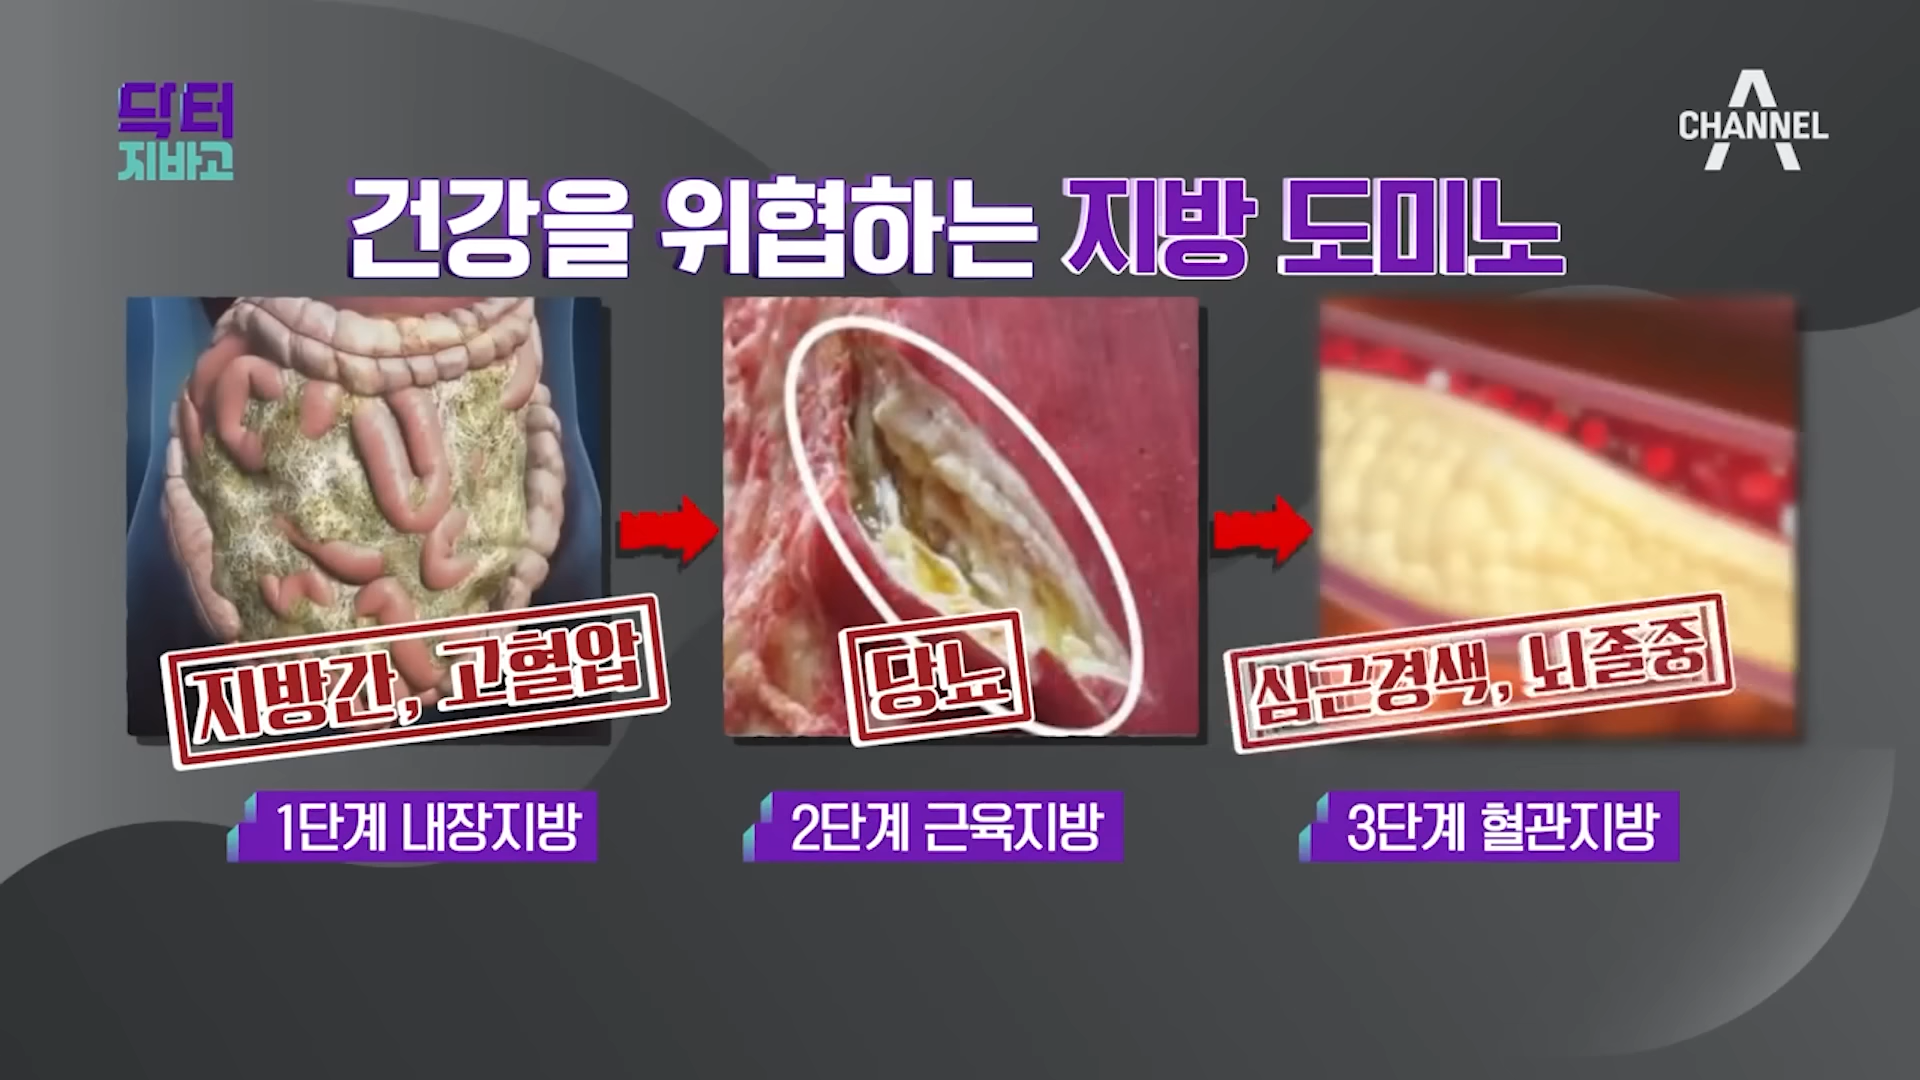 닥터
지바고
CHANNEL A
건강을 위협하는 지방 도미노
지방간, 고혈압
당뇨
심근경색, 뇌졸중
1단계 내장지방
2단계 근육지방
3단계 혈관지방